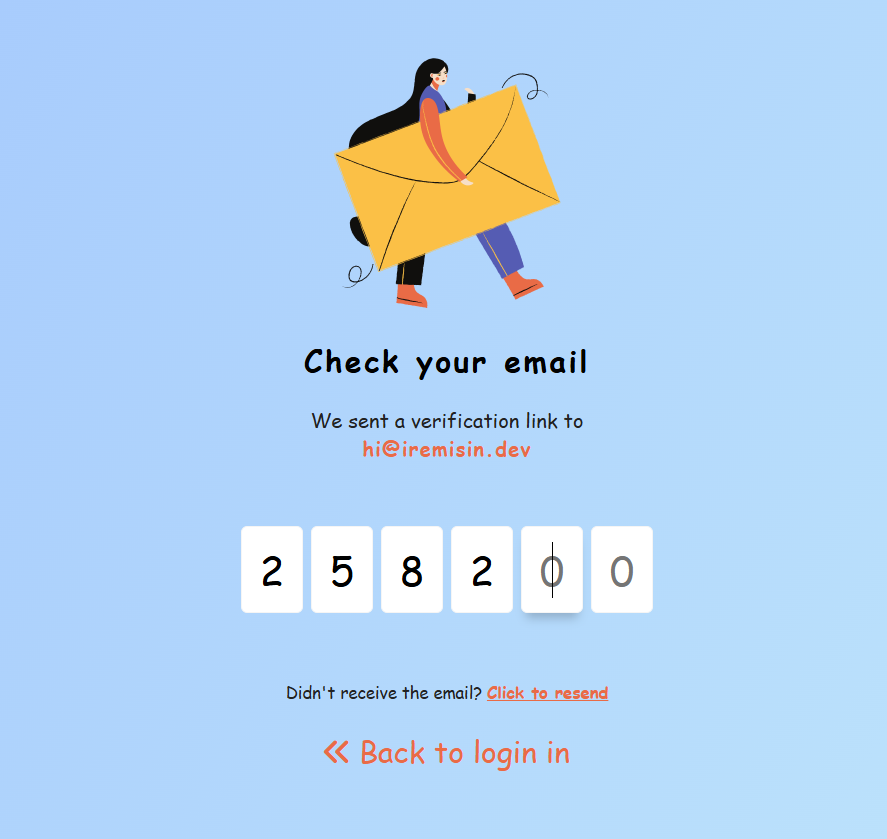 Check your email
We sent a verification link to
hi@iremisin.dev
2 5 8 2 0 0
Didn't receive the email? Click to resend
« Back to login in